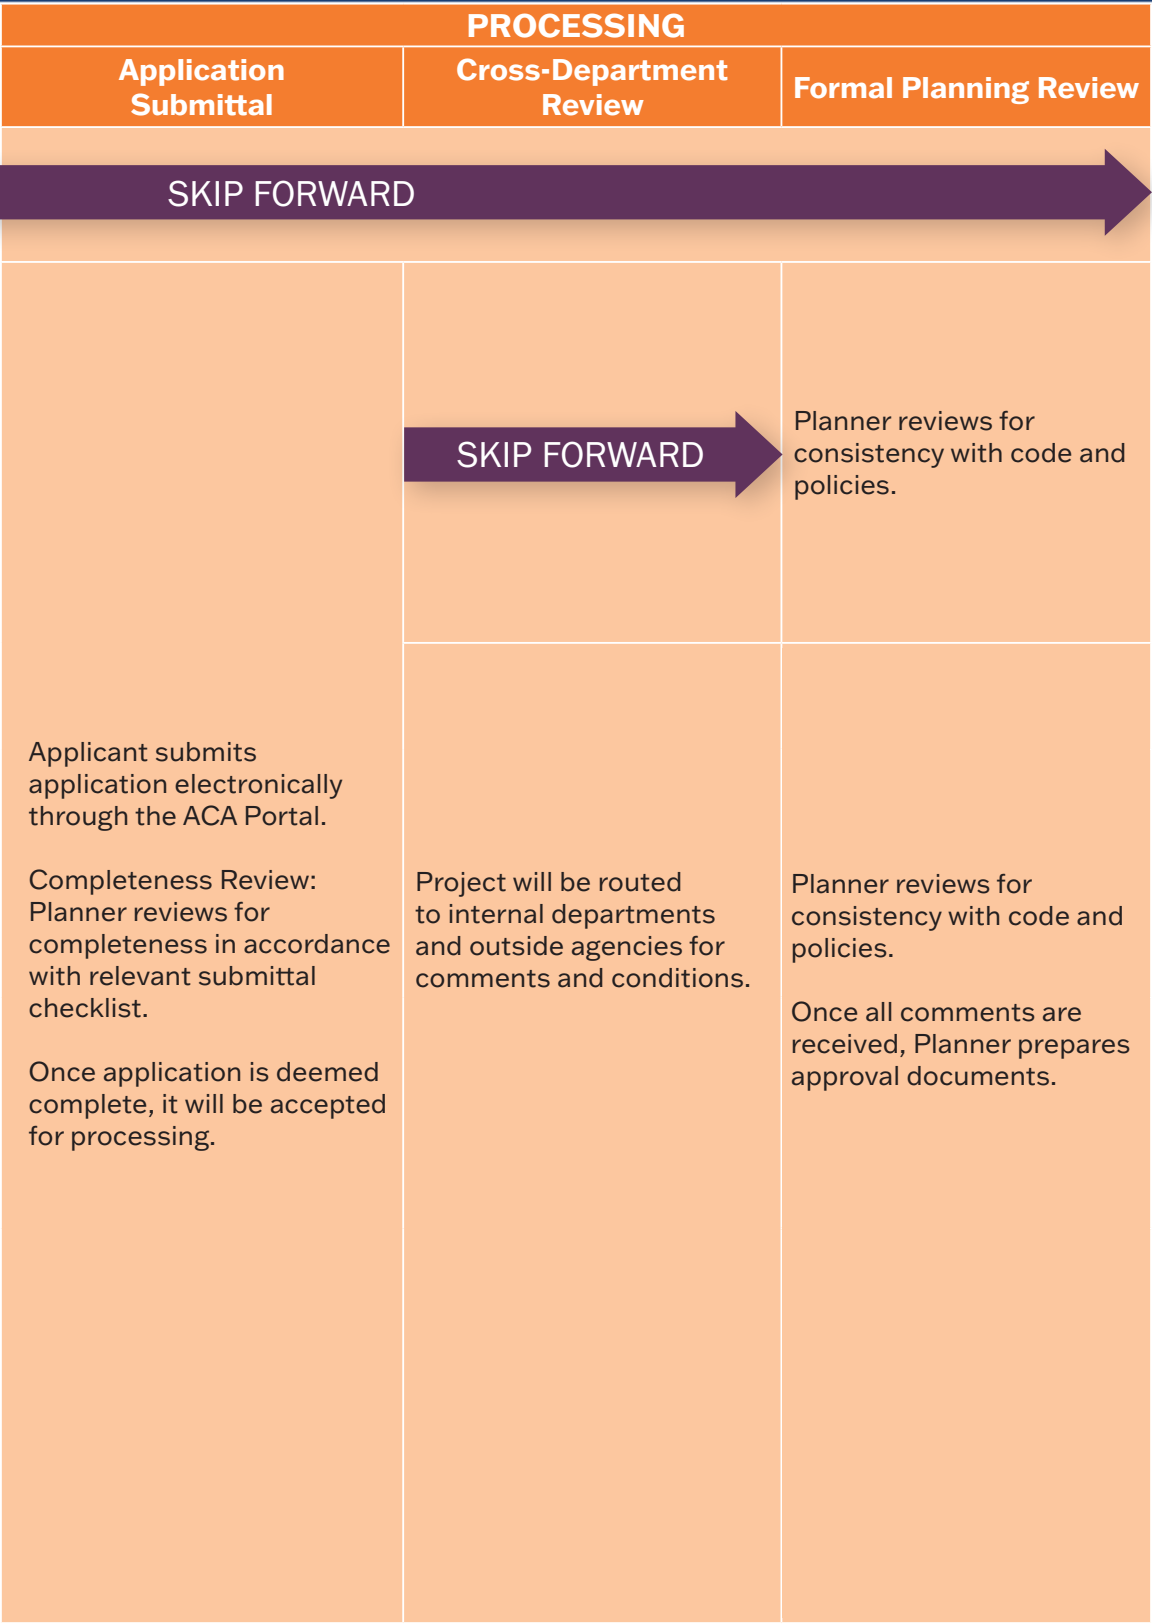 PROCESSING
Application
Submittal
Cross-Department
Review
Formal Planning Review
SKIP FORWARD
SKIP FORWARD
Planner reviews for
consistency with code and
policies.
Applicant submits
application electronically
through the ACA Portal.
Completeness Review:
Planner reviews for
completeness in accordance
with relevant submittal
checklist.
Once application is deemed
complete, it will be accepted
for processing.
Project will be routed
to internal departments
and outside agencies for
comments and conditions.
Planner reviews for
consistency with code and
policies.
Once all comments are
received, Planner prepares
approval documents.